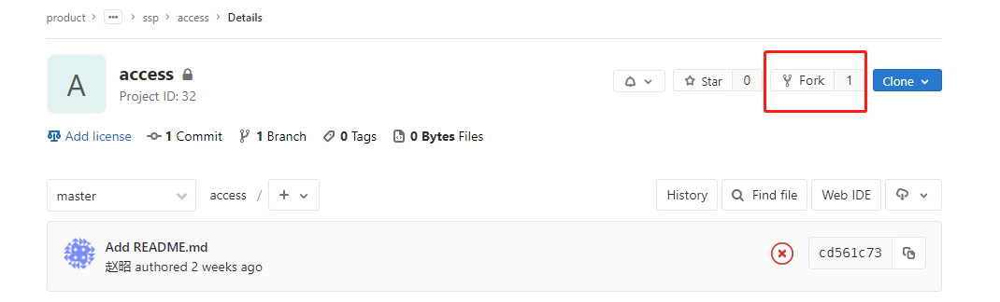 product > ··· > ssp > access > Details
A
access
Project ID: 32
Star 0 Fork 1 Clone
Add license 1 Commit 1 Branch 0 Tags 0 Bytes Files
master access / + History Find file Web IDE
Add README.md
赵昭 authored 2 weeks ago
cd561c73